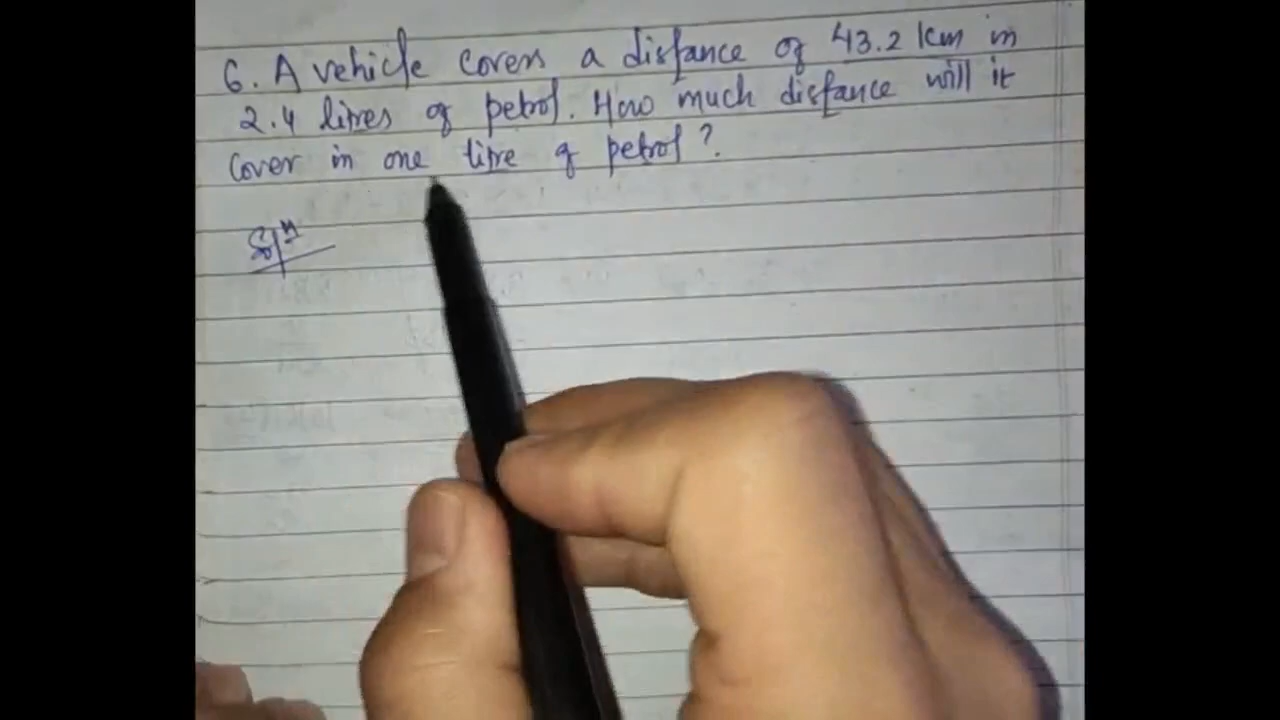 6. A vehicle covers a distance of 43.2 km in
2.4 litres of petrol. How much distance will it
cover in one litre of petrol?
Solⁿ